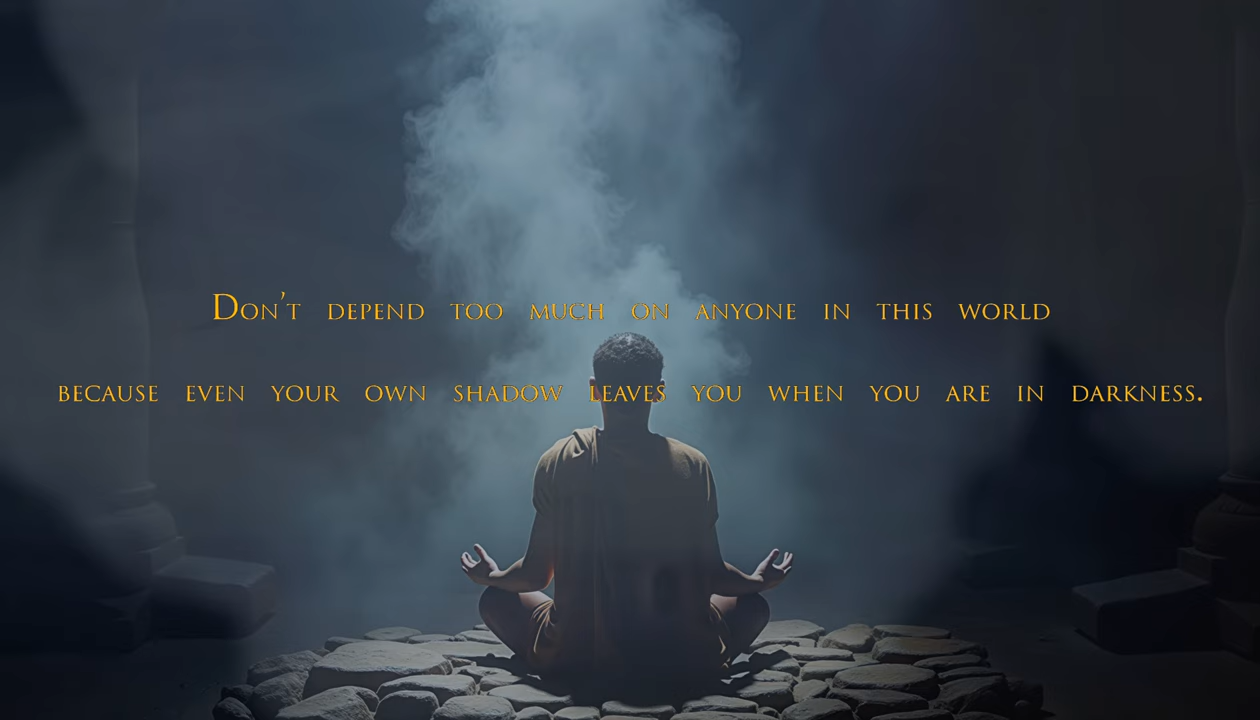 Don't depend too much on anyone in this world
because even your own shadow leaves you when you are in darkness.